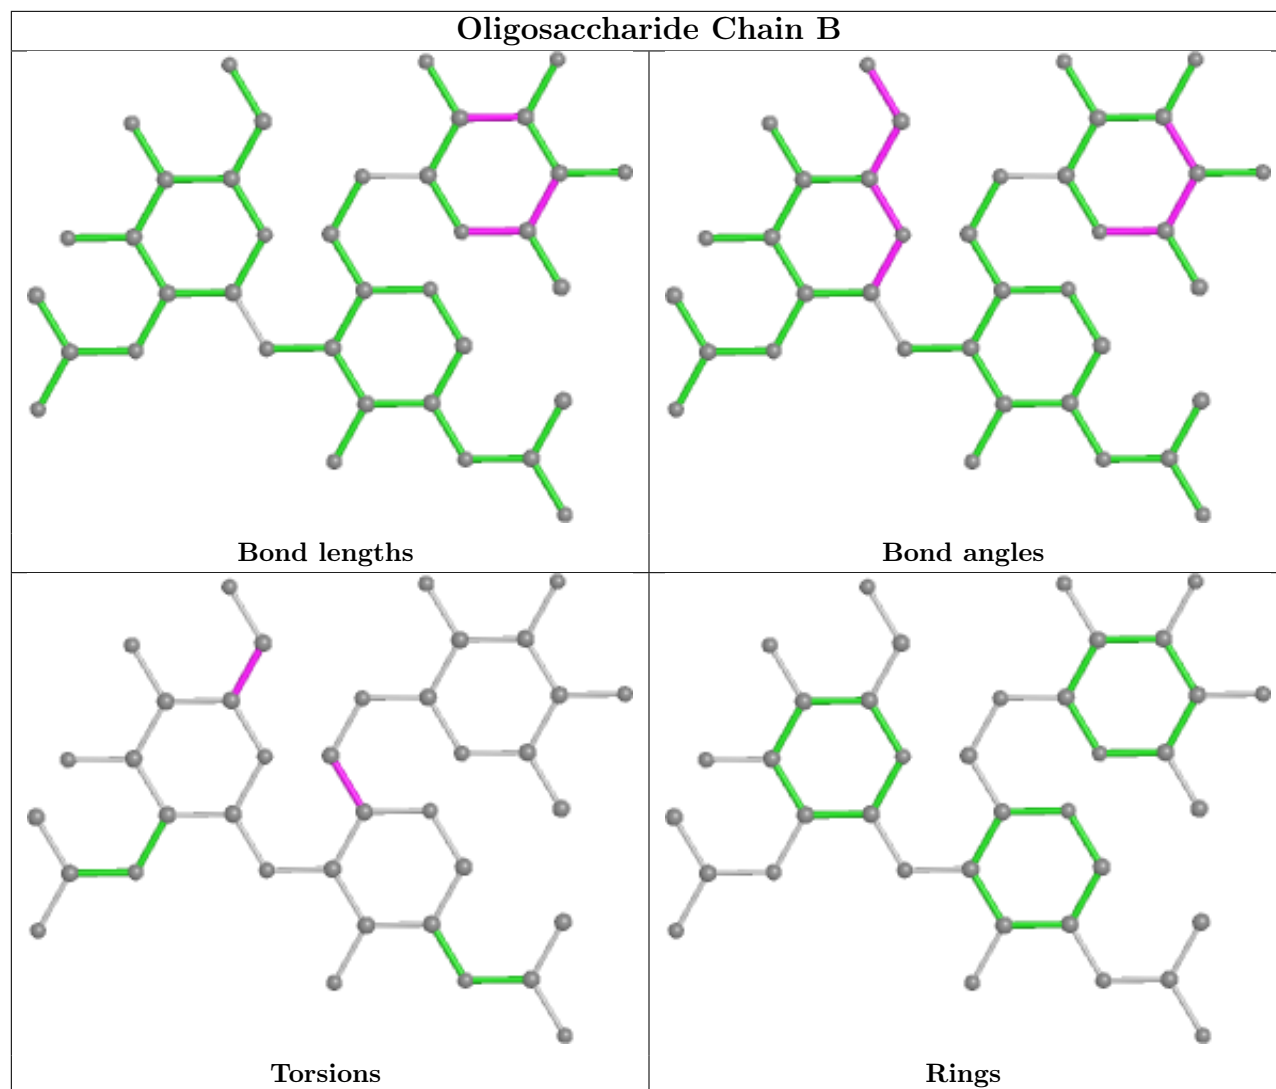 Oligosaccharide Chain B
Bond lengths
Bond angles
Torsions
Rings